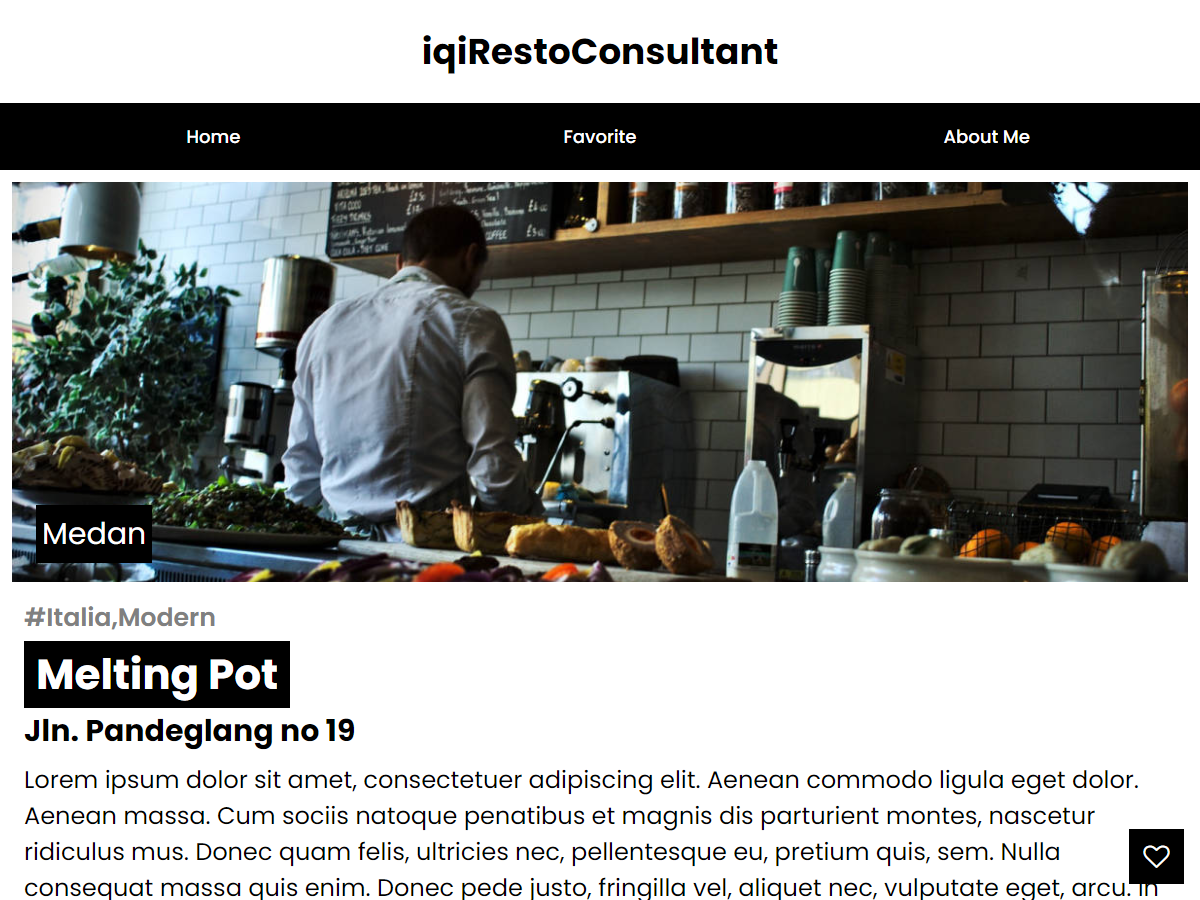 iqiRestoConsultant
Home Favorite About Me
COFFEE
Medan
#Italia,Modern
Melting Pot
Jln. Pandeglang no 19
Lorem ipsum dolor sit amet, consectetuer adipiscing elit. Aenean commodo ligula eget dolor.
Aenean massa. Cum sociis natoque penatibus et magnis dis parturient montes, nascetur
ridiculus mus. Donec quam felis, ultricies nec, pellentesque eu, pretium quis, sem. Nulla
consequat massa quis enim. Donec pede justo, fringilla vel, aliquet nec, vulputate eget, arcu. In